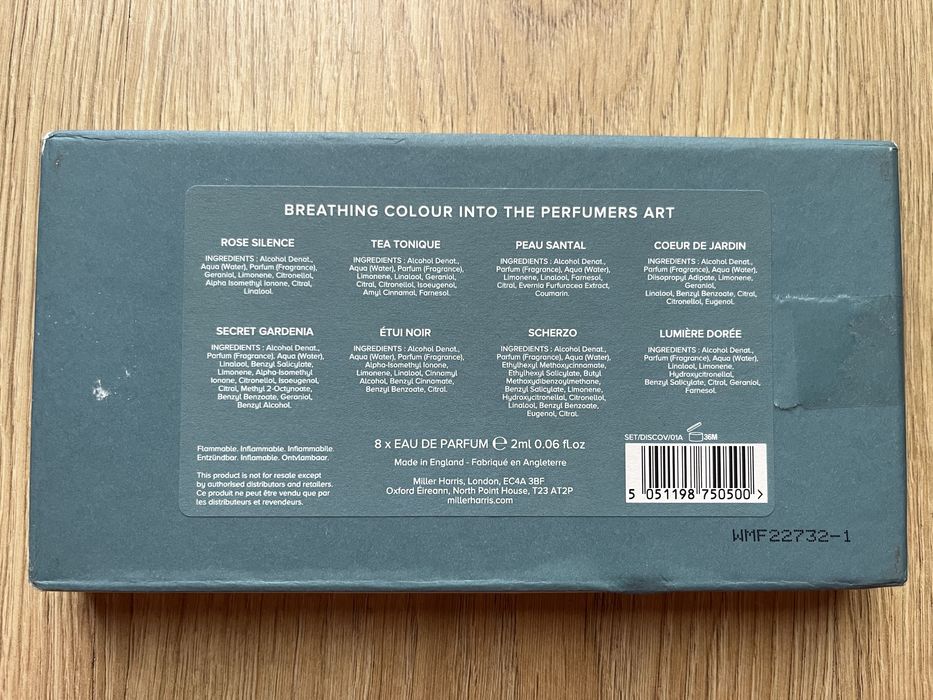 BREATHING COLOUR INTO THE PERFUMERS ART
ROSE SILENCE
INGREDIENTS : Alcohol Denat.,
Aqua (Water), Parfum (Fragrance),
Geraniol, Limonene, Citronellol,
Alpha Isomethyl Ionone, Citral,
Linalool.
TEA TONIQUE
INGREDIENTS : Alcohol Denat.,
Aqua (Water), Parfum (Fragrance),
Limonene, Linalool, Geraniol,
Citral, Citronellol, Isoeugenol,
Amyl Cinnamal, Farnesol.
PEAU SANTAL
INGREDIENTS : Alcohol Denat.,
Parfum (Fragrance), Aqua (Water),
Limonene, Linalool, Farnesol,
Citral, Evernia Furfuracea Extract,
Coumarin.
COEUR DE JARDIN
INGREDIENTS : Alcohol Denat.,
Parfum (Fragrance), Aqua (Water),
Diisopropyl Adipate, Limonene,
Geraniol,
Linalool, Benzyl Benzoate, Citral,
Citronellol, Eugenol.
SECRET GARDENIA
INGREDIENTS : Alcohol Denat.,
Parfum (Fragrance), Aqua (Water),
Linalool, Benzyl Salicylate,
Limonene, Alpha-Isomethyl
Ionone, Citronellol, Isoeugenol,
Citral, Methyl 2-Octynoate,
Benzyl Benzoate, Geraniol,
Benzyl Alcohol.
ÉTUI NOIR
INGREDIENTS : Alcohol Denat.,
Aqua (Water), Parfum (Fragrance),
Alpha-Isomethyl Ionone,
Limonene, Linalool, Cinnamyl
Alcohol, Benzyl Cinnamate,
Benzyl Benzoate, Citral.
SCHERZO
INGREDIENTS : Alcohol Denat.,
Parfum (Fragrance), Aqua (Water),
Ethylhexyl Methoxycinnamate,
Ethylhexyl Salicylate, Butyl
Methoxydibenzoylmethane,
Benzyl Salicylate, Limonene,
Hydroxycitronellal, Citronellol,
Linalool, Benzyl Benzoate,
Eugenol, Citral.
LUMIÈRE DORÉE
INGREDIENTS : Alcohol Denat.,
Parfum (Fragrance), Aqua (Water),
Linalool, Limonene,
Hydroxycitronellal,
Benzyl Salicylate, Citral, Geraniol,
Farnesol.
Flammable. Inflammable. Inflammabile.
Entzündbar. Inflamable. Ontvlambaar.
This product is not for resale except
by authorised distributors and retailers.
Ce produit ne peut être vendu que par
les distributeurs et revendeurs.
8 x EAU DE PARFUM ℮ 2ml 0.06 fl.oz
Made in England - Fabriqué en Angleterre
Miller Harris, London, EC4A 3BF
Oxford Eireann, North Point House, T23 AT2P
millerharris.com
SET/DISCOV/01A 36M
5 051198 750500 >
WMF22732-1